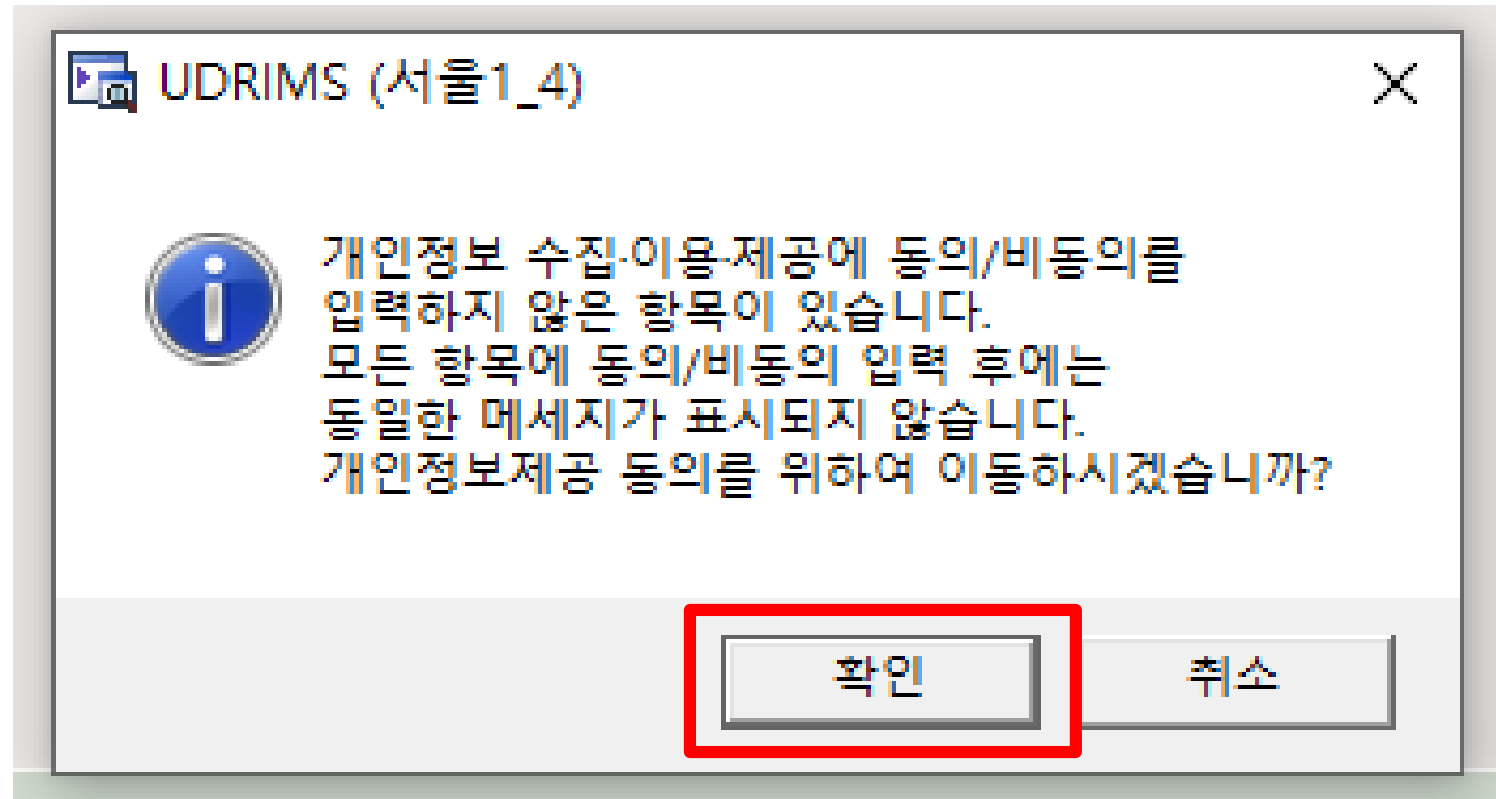 UDRIMS (서울1_4)
개인정보 수집·이용·제공에 동의/비동의를
입력하지 않은 항목이 있습니다.
모든 항목에 동의/비동의 입력 후에는
동일한 메세지가 표시되지 않습니다.
개인정보제공 동의를 위하여 이동하시겠습니까?
확인 취소